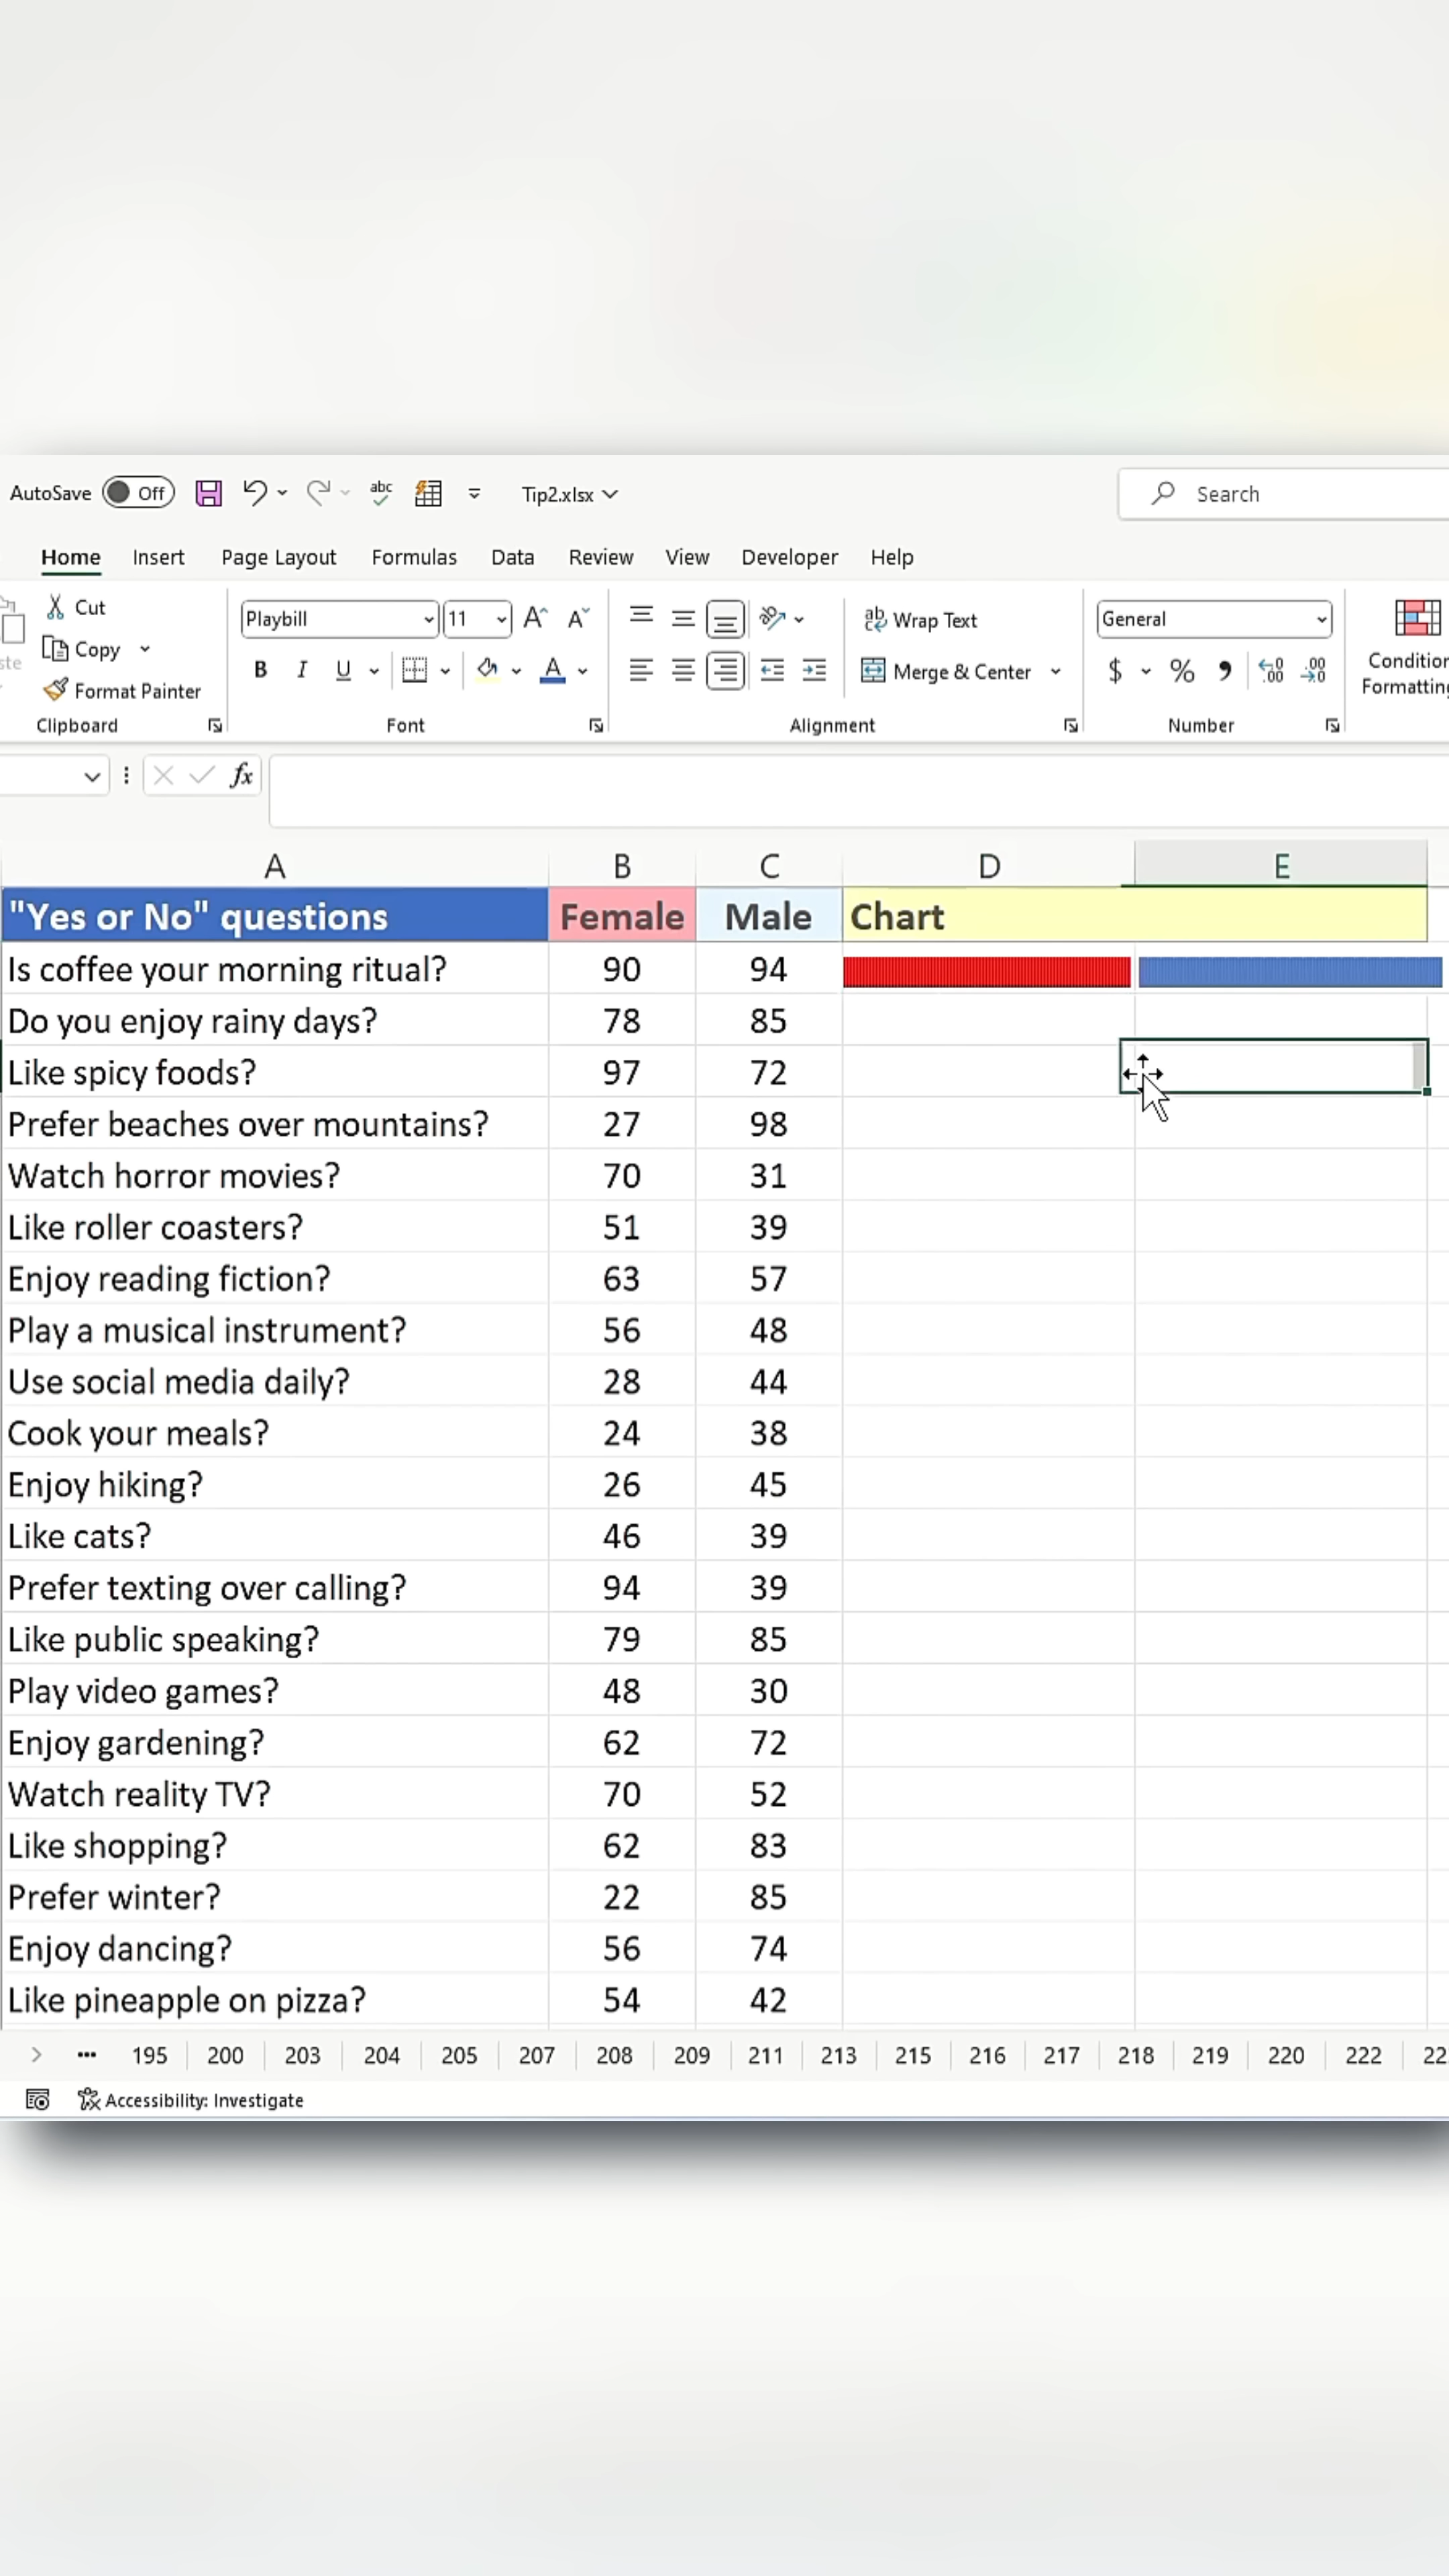 AutoSave Off abc Tip2.xlsx Search
Home Insert Page Layout Formulas Data Review View Developer Help
Cut
Copy
Format Painter
Clipboard
Playbill 11 A A
B I U A
Font
ab Wrap Text
Merge & Center
Alignment
General
$ % , .00 .00
Number
Condition
Formatting
fx
A B C D E
"Yes or No" questions Female Male Chart
Is coffee your morning ritual? 90 94
Do you enjoy rainy days? 78 85
Like spicy foods? 97 72
Prefer beaches over mountains? 27 98
Watch horror movies? 70 31
Like roller coasters? 51 39
Enjoy reading fiction? 63 57
Play a musical instrument? 56 48
Use social media daily? 28 44
Cook your meals? 24 38
Enjoy hiking? 26 45
Like cats? 46 39
Prefer texting over calling? 94 39
Like public speaking? 79 85
Play video games? 48 30
Enjoy gardening? 62 72
Watch reality TV? 70 52
Like shopping? 62 83
Prefer winter? 22 85
Enjoy dancing? 56 74
Like pineapple on pizza? 54 42
... 195 200 203 204 205 207 208 209 211 213 215 216 217 218 219 220 222 22
Accessibility: Investigate